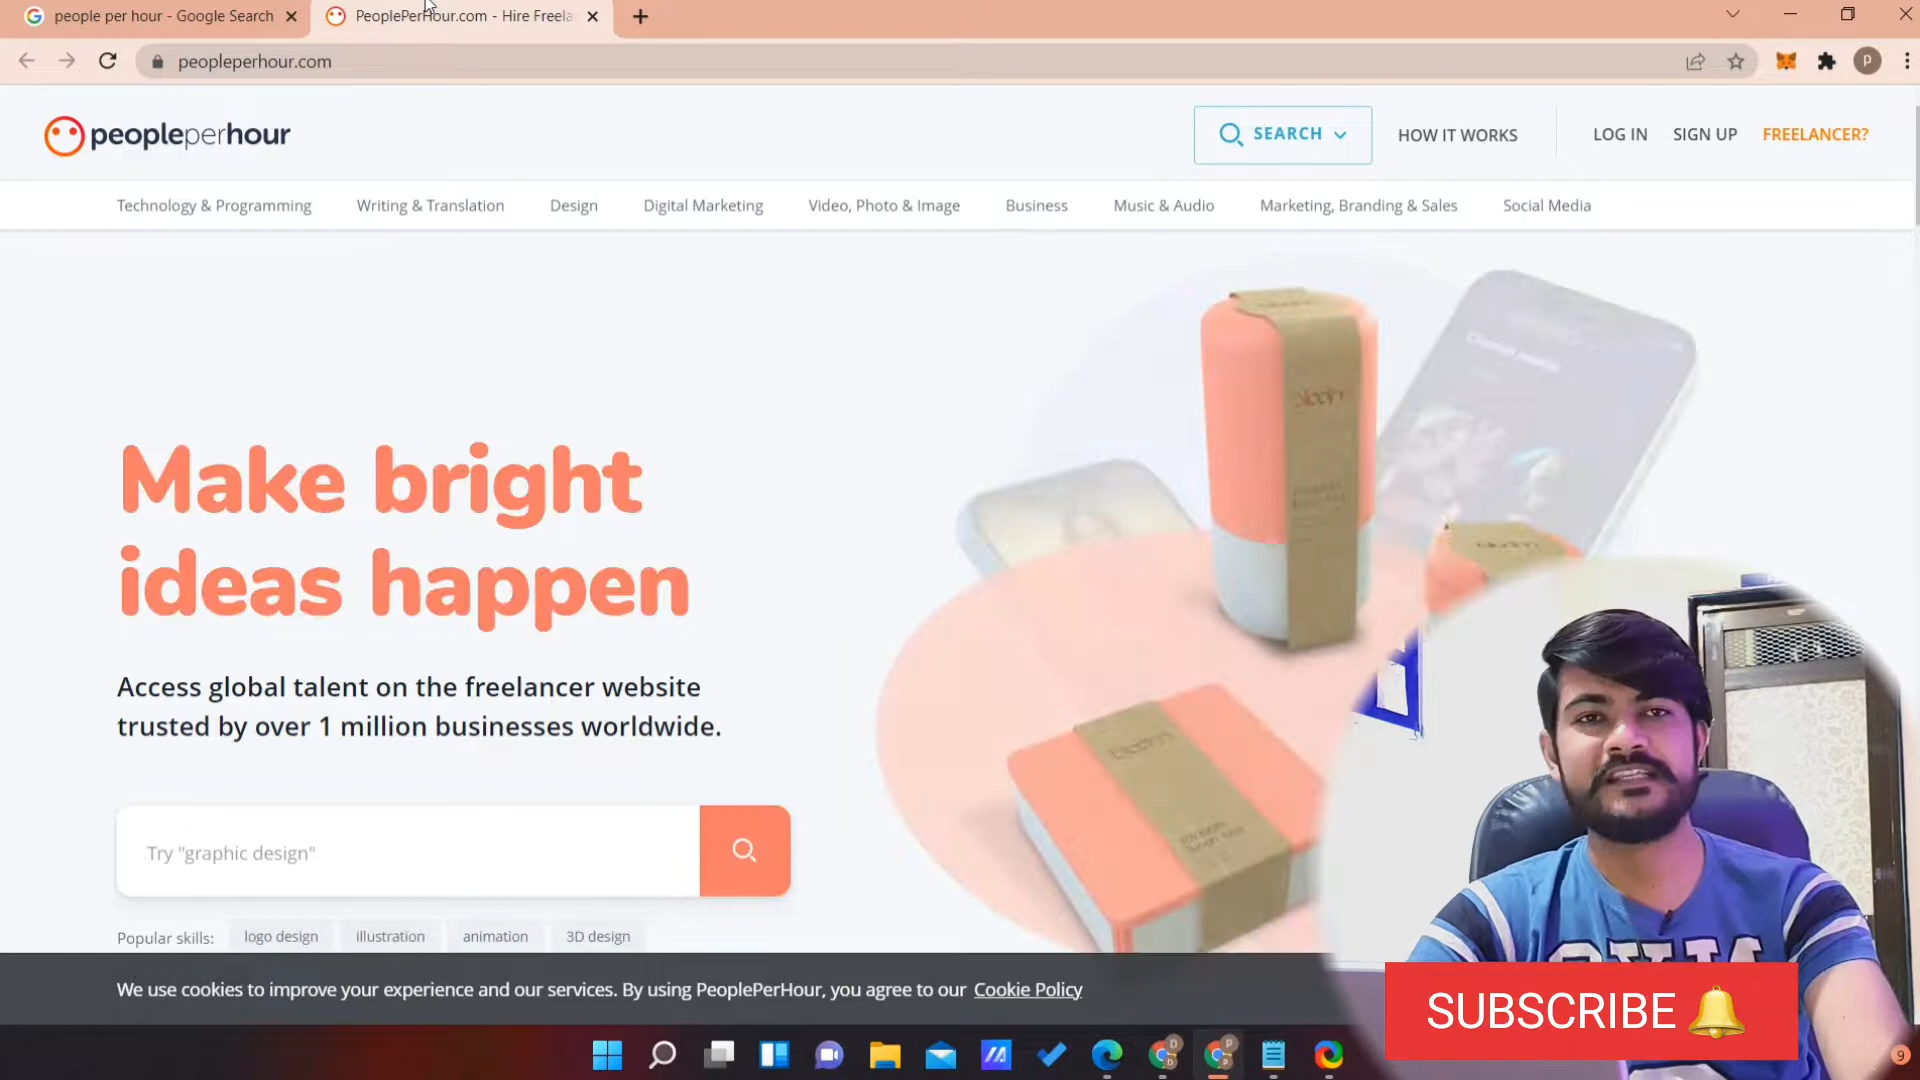 people per hour - Google Search
PeoplePerHour.com - Hire Freela
peopleperhour.com
P
peopleperhour
SEARCH
HOW IT WORKS
LOG IN
SIGN UP
FREELANCER?
Technology & Programming
Writing & Translation
Design
Digital Marketing
Video, Photo & Image
Business
Music & Audio
Marketing, Branding & Sales
Social Media
Make bright
ideas happen
Access global talent on the freelancer website
trusted by over 1 million businesses worldwide.
Try "graphic design"
Popular skills:
logo design
illustration
animation
3D design
We use cookies to improve your experience and our services. By using PeoplePerHour, you agree to our Cookie Policy
SUBSCRIBE
9